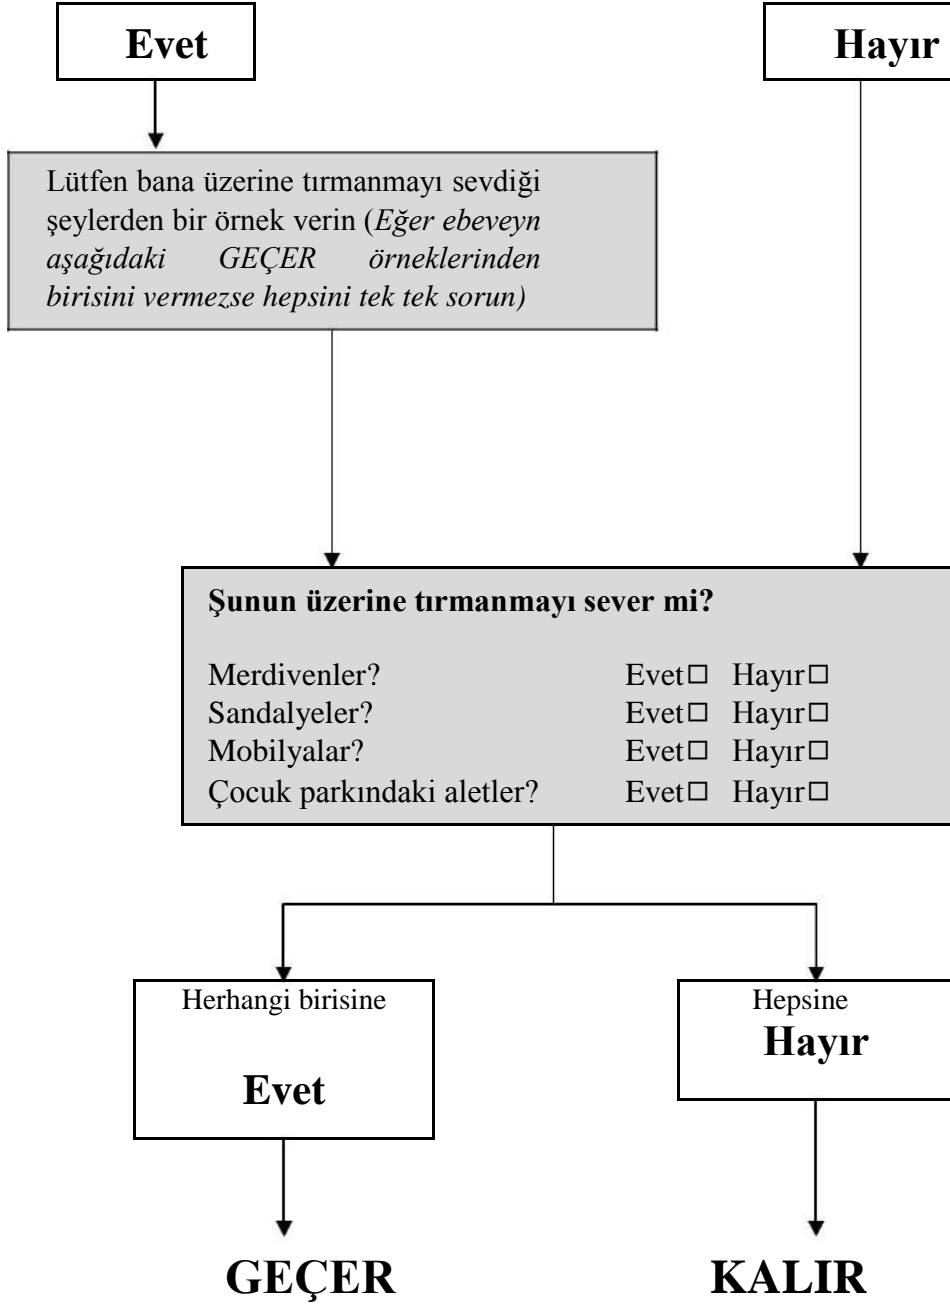 Evet
Hayır
Lütfen bana üzerine tırmanmayı sevdiği
şeylerden bir örnek verin (Eğer ebeveyn
aşağıdaki GEÇER örneklerinden
birisini vermezse hepsini tek tek sorun)
Şunun üzerine tırmanmayı sever mi?
Merdivenler? Evet□ Hayır□
Sandalyeler? Evet□ Hayır□
Mobilyalar? Evet□ Hayır□
Çocuk parkındaki aletler? Evet□ Hayır□
Herhangi birisine
Evet
Hepsine
Hayır
GEÇER
KALIR